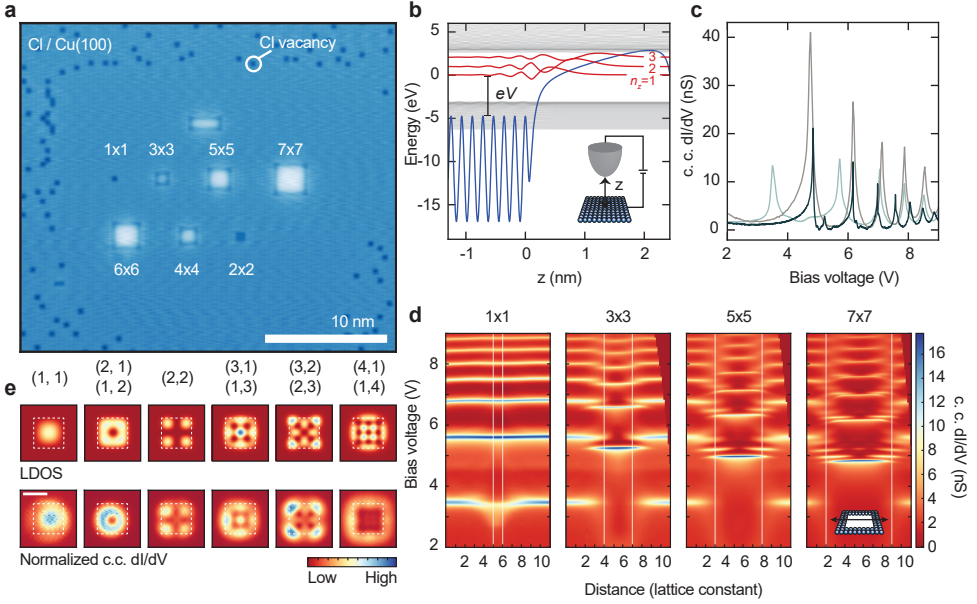 a
Cl / Cu(100)
Cl vacancy
1x1
3x3
5x5
7x7
6x6
4x4
2x2
10 nm
b
Energy (eV)
5
0
-5
-10
-15
eV
3
2
n_z=1
z
-1
0
1
2
z (nm)
c
c. c. dI/dV (nS)
40
30
20
10
0
2
4
6
8
Bias voltage (V)
d
1x1
3x3
5x5
7x7
Bias voltage (V)
8
6
4
2
2 4 6 8 10
2 4 6 8 10
2 4 6 8 10
2 4 6 8 10
Distance (lattice constant)
16
14
12
10
8
6
4
2
0
c. c. dI/dV (nS)
e
(1, 1)
(2, 1)
(1, 2)
(2,2)
(3,1)
(1,3)
(3,2)
(2,3)
(4,1)
(1,4)
LDOS
Normalized c.c. dI/dV
Low
High